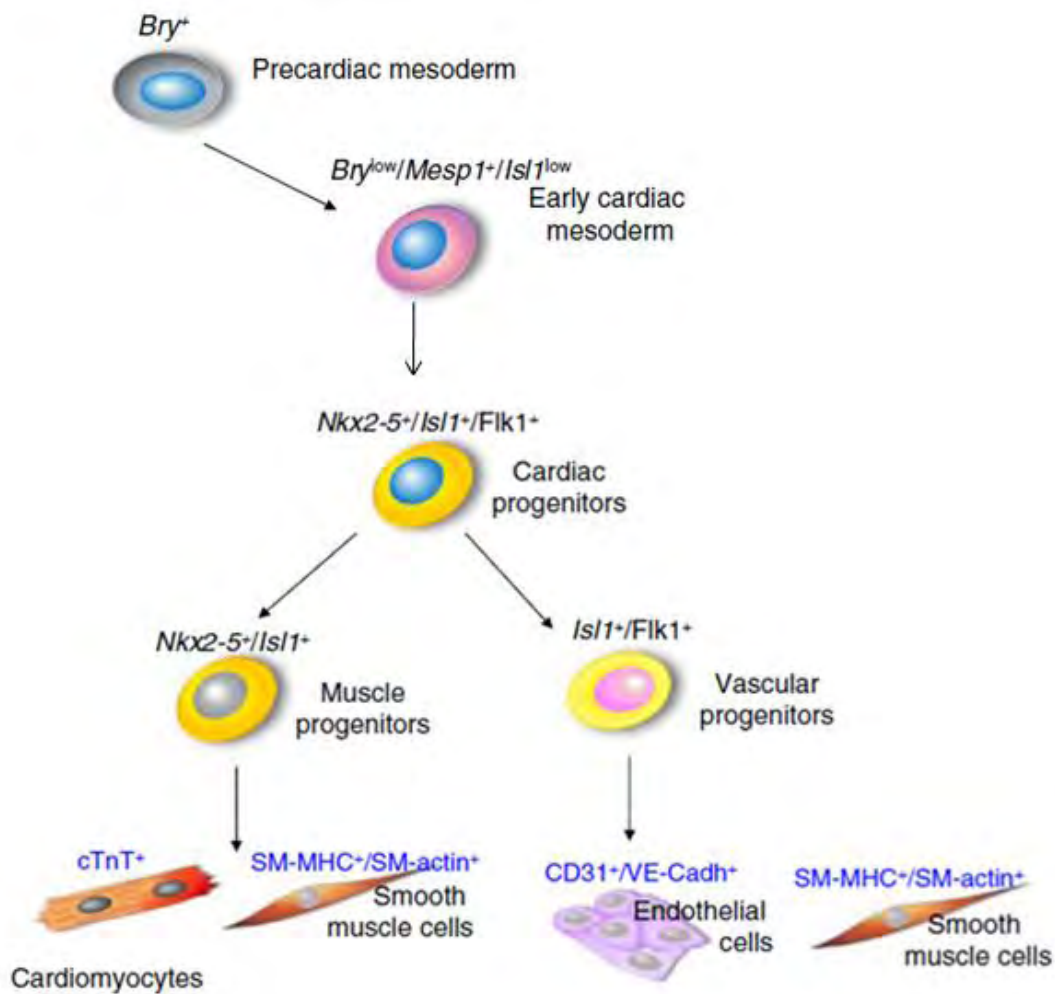 Bry⁺
Precardiac mesoderm
Bryˡᵒʷ/Mesp1⁺/Isl1ˡᵒʷ
Early cardiac
mesoderm
Nkx2-5⁺/Isl1⁺/Flk1⁺
Cardiac
progenitors
Nkx2-5⁺/Isl1⁺
Muscle
progenitors
Isl1⁺/Flk1⁺
Vascular
progenitors
cTnT⁺
Cardiomyocytes
SM-MHC⁺/SM-actin⁺
Smooth
muscle cells
CD31⁺/VE-Cadh⁺
Endothelial
cells
SM-MHC⁺/SM-actin⁺
Smooth
muscle cells